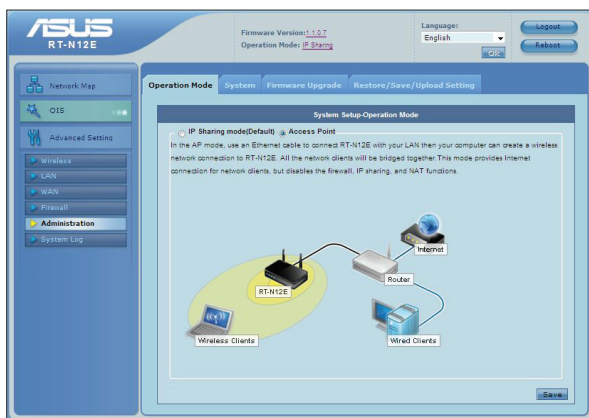 ASUS
RT-N12E
Firmware Version:1.1.0.7
Operation Mode: IP Sharing
Language:
English
OK
Logout
Reboot
Network Map
QIS
Advanced Setting
Wireless
LAN
WAN
Firewall
Administration
System Log
Operation Mode System Firmware Upgrade Restore/Save/Upload Setting
System Setup-Operation Mode
IP Sharing mode(Default) Access Point
In the AP mode, use an Ethernet cable to connect RT-N12E with your LAN then your computer can create a wireless
network connection to RT-N12E. All the network clients will be bridged together.This mode provides Internet
connection for network clients, but disables the firewall, IP sharing, and NAT functions.
Internet
Router
RT-N12E
Wireless Clients
Wired Clients
Save